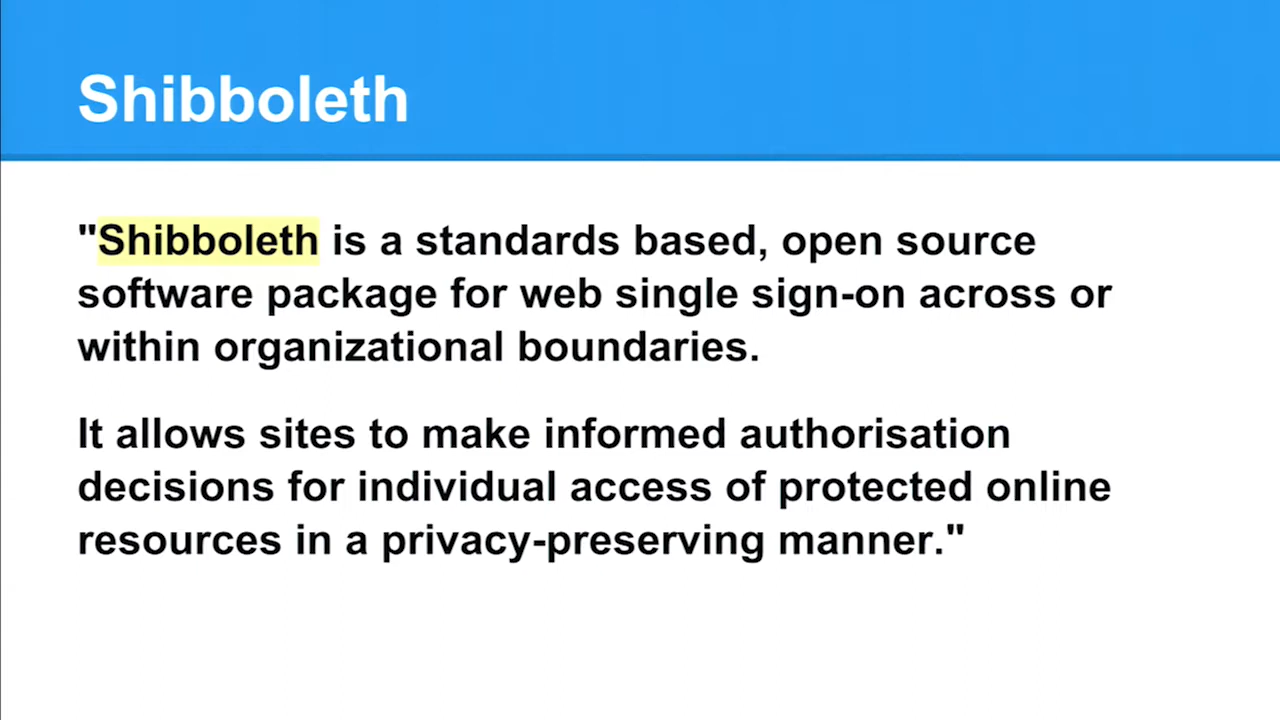 Shibboleth
"Shibboleth is a standards based, open source
software package for web single sign-on across or
within organizational boundaries.
It allows sites to make informed authorisation
decisions for individual access of protected online
resources in a privacy-preserving manner."